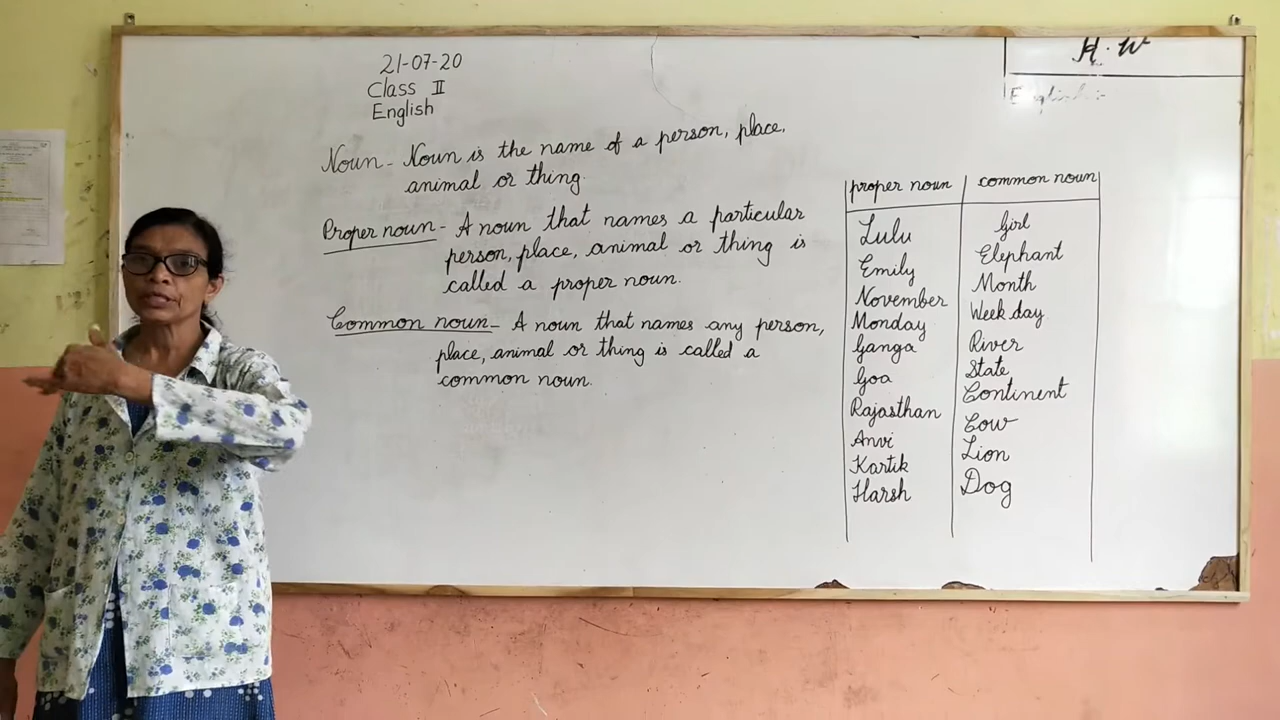 21-07-20
Class II
English
Noun - Noun is the name of a person, place,
animal or thing.
Proper noun - A noun that names a particular
person, place, animal or thing is
called a proper noun.
Common noun - A noun that names any person,
place, animal or thing is called a
common noun.
H.W
proper noun common noun
Lulu Girl
Emily Elephant
November Month
Monday Week day
Ganga River
Goa State
Rajasthan Continent
Anvi Cow
Kartik Lion
Harsh Dog